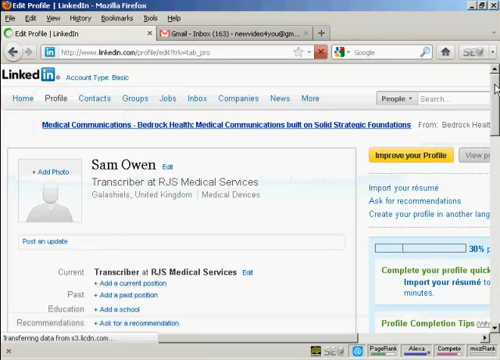 Edit Profile | LinkedIn - Mozilla Firefox
File Edit View History Bookmarks Tools Help
Edit Profile | LinkedIn
Gmail - Inbox (163) - newvideo4you@gm...
http://www.linkedin.com/profile/edit?trk=tab_pro
Google
SEO
Linked in Account Type: Basic
Home Profile Contacts Groups Jobs Inbox Companies News More People Search...
Medical Communications - Bedrock Health: Medical Communications built on Solid Strategic Foundations From: Bedrock Healt
+ Add Photo
Sam Owen Edit
Transcriber at RJS Medical Services
Galashiels, United Kingdom | Medical Devices
Improve your Profile View pr
Import your résumé
Ask for recommendations
Create your profile in another lang
Post an update
30% p
Current Transcriber at RJS Medical Services Edit
+ Add a current position
Past + Add a past position
Education + Add a school
Recommendations + Ask for a recommendation
Complete your profile quick
Import your résumé to
minutes.
Profile Completion Tips (Why
Transferring data from s3.licdn.com...
PageRank Alexa Compete mozRank